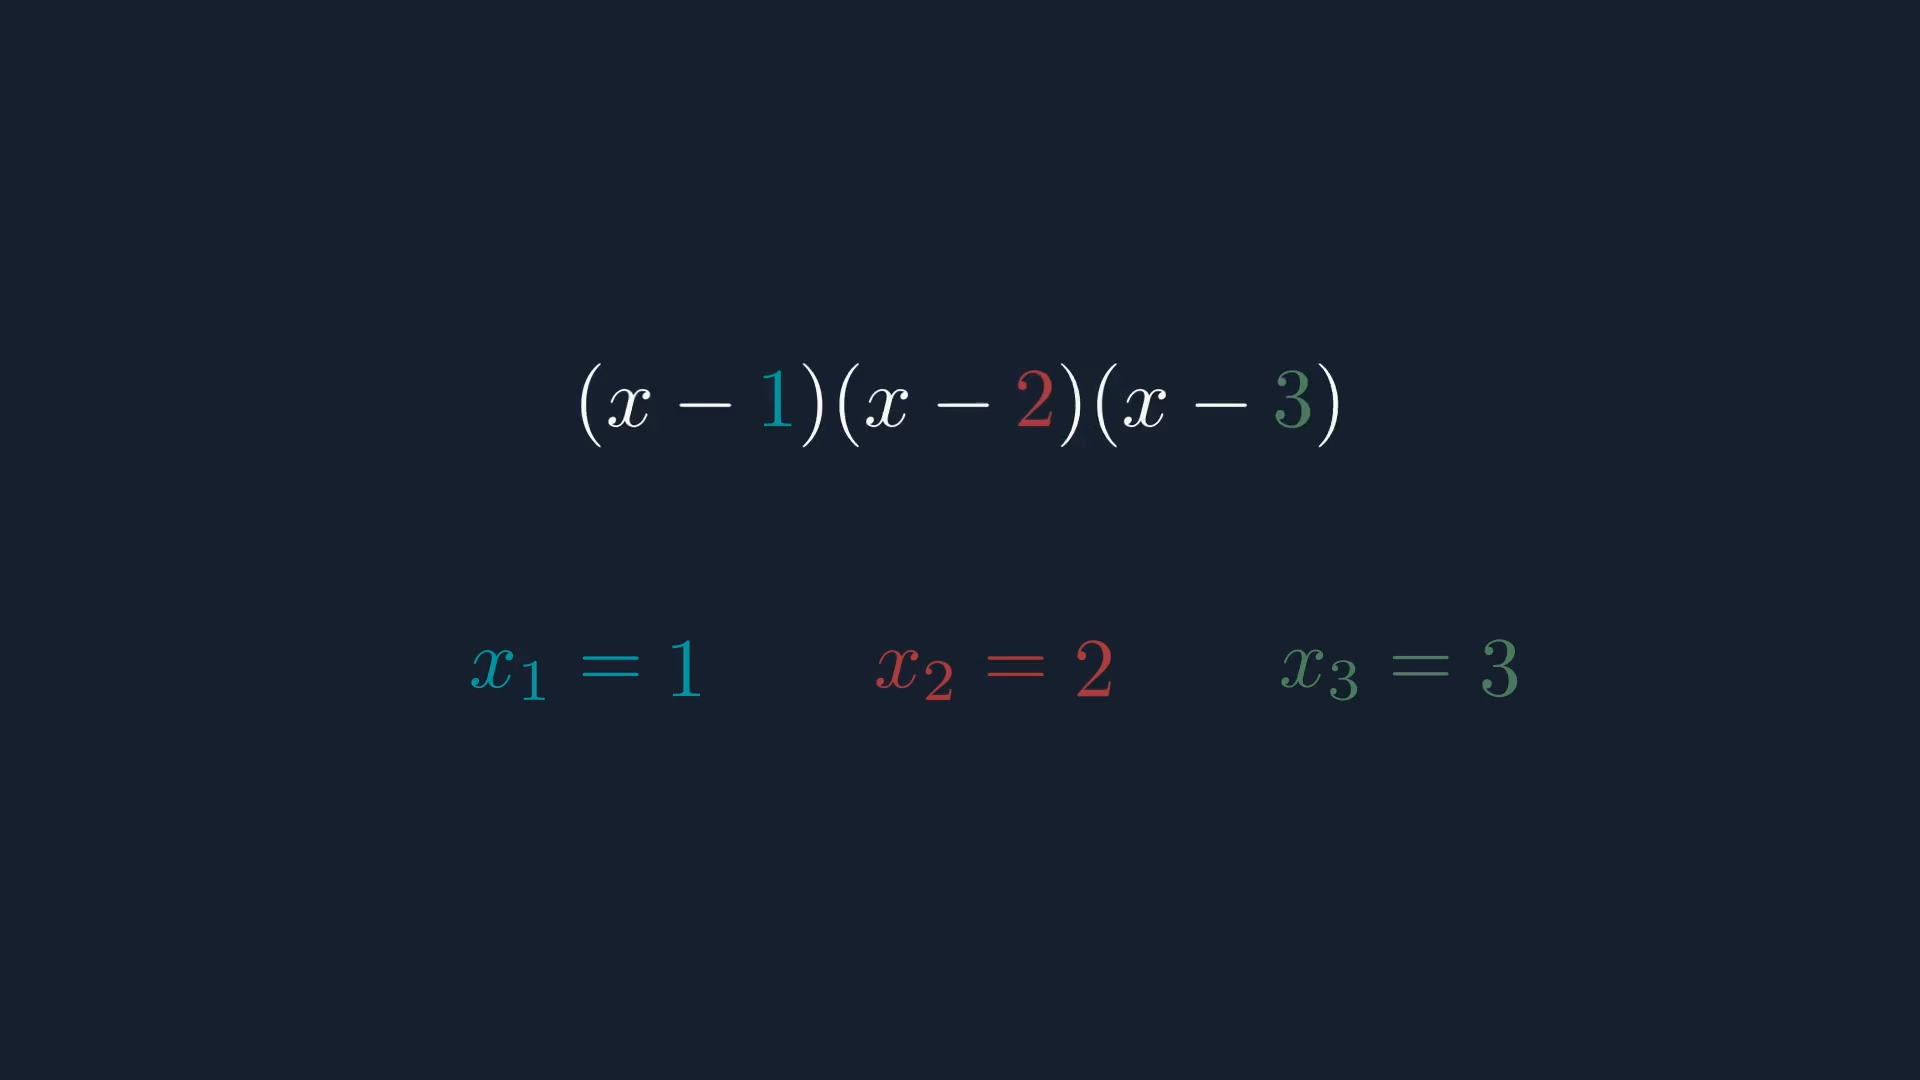 (x − 1)(x − 2)(x − 3)
x₁ = 1 x₂ = 2 x₃ = 3